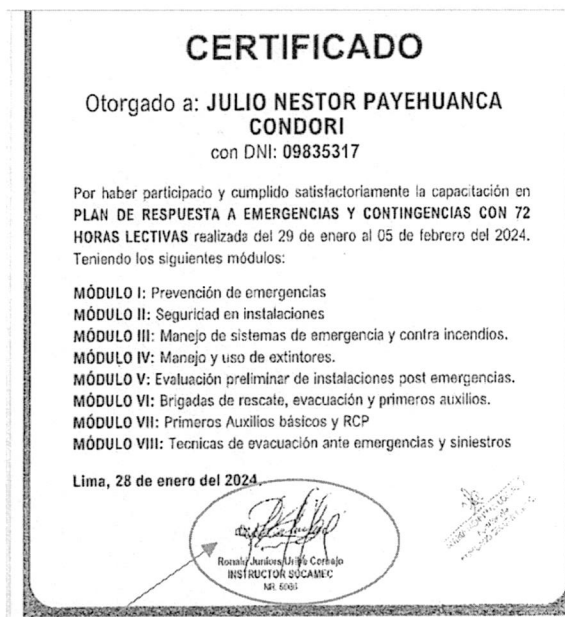 CERTIFICADO
Otorgado a: JULIO NESTOR PAYEHUANCA
CONDORI
con DNI: 09835317
Por haber participado y cumplido satisfactoriamente la capacitación en
PLAN DE RESPUESTA A EMERGENCIAS Y CONTINGENCIAS CON 72
HORAS LECTIVAS realizada del 29 de enero al 05 de febrero del 2024.
Teniendo los siguientes módulos:
MÓDULO I: Prevención de emergencias
MÓDULO II: Seguridad en instalaciones
MÓDULO III: Manejo de sistemas de emergencia y contra incendios.
MÓDULO IV: Manejo y uso de extintores.
MÓDULO V: Evaluación preliminar de instalaciones post emergencias.
MÓDULO VI: Brigadas de rescate, evacuación y primeros auxilios.
MÓDULO VII: Primeros Auxilios básicos y RCP
MÓDULO VIII: Tecnicas de evacuación ante emergencias y siniestros
Lima, 28 de enero del 2024.
Ronald Juniors Uribe Cornejo
INSTRUCTOR SUCAMEC
NR.